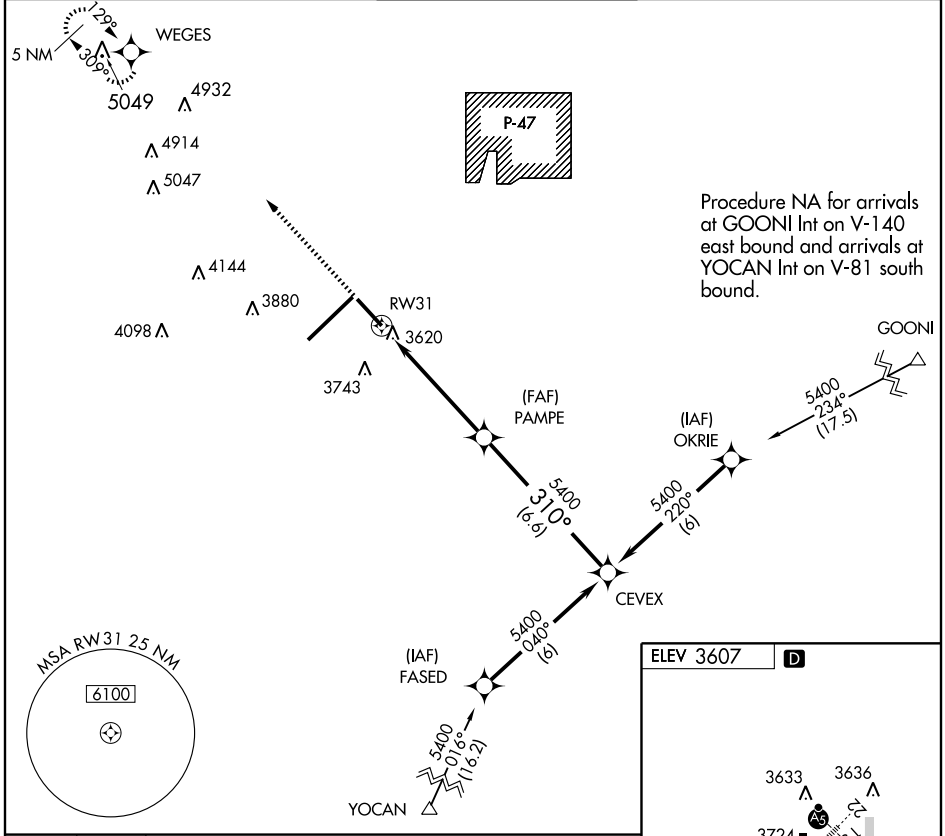 129°
WEGES
5 NM
309°
5049
4932
4914
5047
P-47
Procedure NA for arrivals
at GOONI Int on V-140
east bound and arrivals at
YOCAN Int on V-81 south
bound.
4144
3880
4098
RW31
3620
3743
GOONI
5400
234°
(17.5)
(FAF)
PAMPE
(IAF)
OKRIE
5400
310°
(6.6)
5400
220°
(6)
CEVEX
5400
040°
(6)
(IAF)
FASED
MSA RW31 25 NM
6100
5400
016°
(16.2)
YOCAN
ELEV 3607
D
3633
3636
A5
22
3724